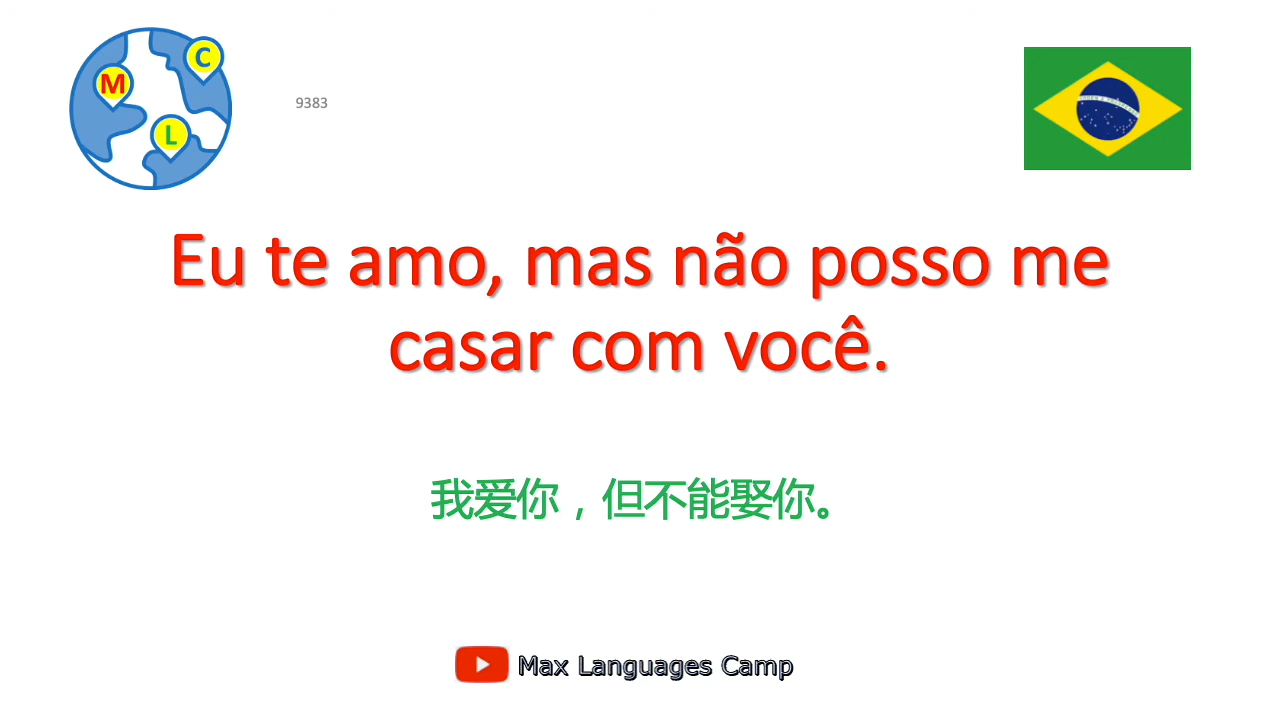 C
M
L
9383
Eu te amo, mas não posso me
casar com você.
我爱你，但不能娶你。
Max Languages Camp